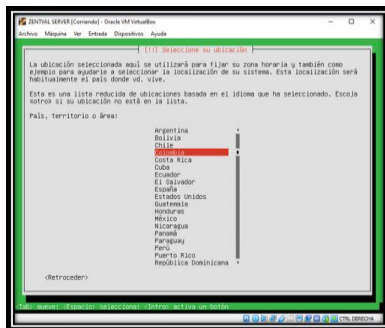 ZENTYAL SERVER [Corriendo] - Oracle VM VirtualBox
Archivo Máquina Ver Entrada Dispositivos Ayuda
[!!] Seleccione su ubicación
La ubicación seleccionada aquí se utilizará para fijar su zona horaria y también como
ejemplo para ayudarle a seleccionar la localización de su sistema. Esta localización será
habitualmente el país donde vd. vive.
Esta es una lista reducida de ubicaciones basada en el idioma que ha seleccionado. Escoja
«otro» si su ubicación no está en la lista.
País, territorio o área:
Argentina
Bolivia
Chile
Colombia
Costa Rica
Cuba
Ecuador
El Salvador
España
Estados Unidos
Guatemala
Honduras
México
Nicaragua
Panamá
Paraguay
Perú
Puerto Rico
República Dominicana
<Retroceder>
<Tab> mueve; <Espacio> selecciona; <Intro> activa un botón
CTRL DERECHA